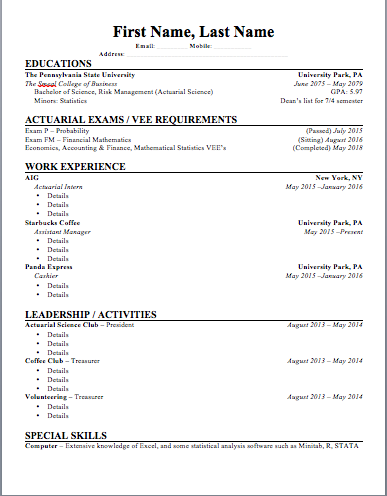 First Name, Last Name
Email: Mobile:
Address:
EDUCATIONS
The Pennsylvania State University University Park, PA
The Speal College of Business June 2075 – May 2079
Bachelor of Science, Risk Management (Actuarial Science) GPA: 5.97
Minors: Statistics Dean's list for 7/4 semester
ACTUARIAL EXAMS / VEE REQUIREMENTS
Exam P – Probability (Passed) July 2015
Exam FM – Financial Mathematics (Sitting) August 2016
Economics, Accounting & Finance, Mathematical Statistics VEE's (Completed) May 2018
WORK EXPERIENCE
AIG New York, NY
Actuarial Intern May 2015 –January 2016
• Details
• Details
• Details
Starbucks Coffee University Park, PA
Assistant Manager May 2015 –Present
• Details
• Details
• Details
Panda Express University Park, PA
Cashier May 2015 –January 2016
• Details
• Details
LEADERSHIP / ACTIVITIES
Actuarial Science Club – President August 2013 – May 2014
• Details
• Details
• Details
Coffee Club – Treasurer August 2013 – May 2014
• Details
• Details
• Details
Volunteering – Treasurer August 2013 – May 2014
• Details
• Details
SPECIAL SKILLS
Computer – Extensive knowledge of Excel, and some statistical analysis software such as Minitab, R, STATA